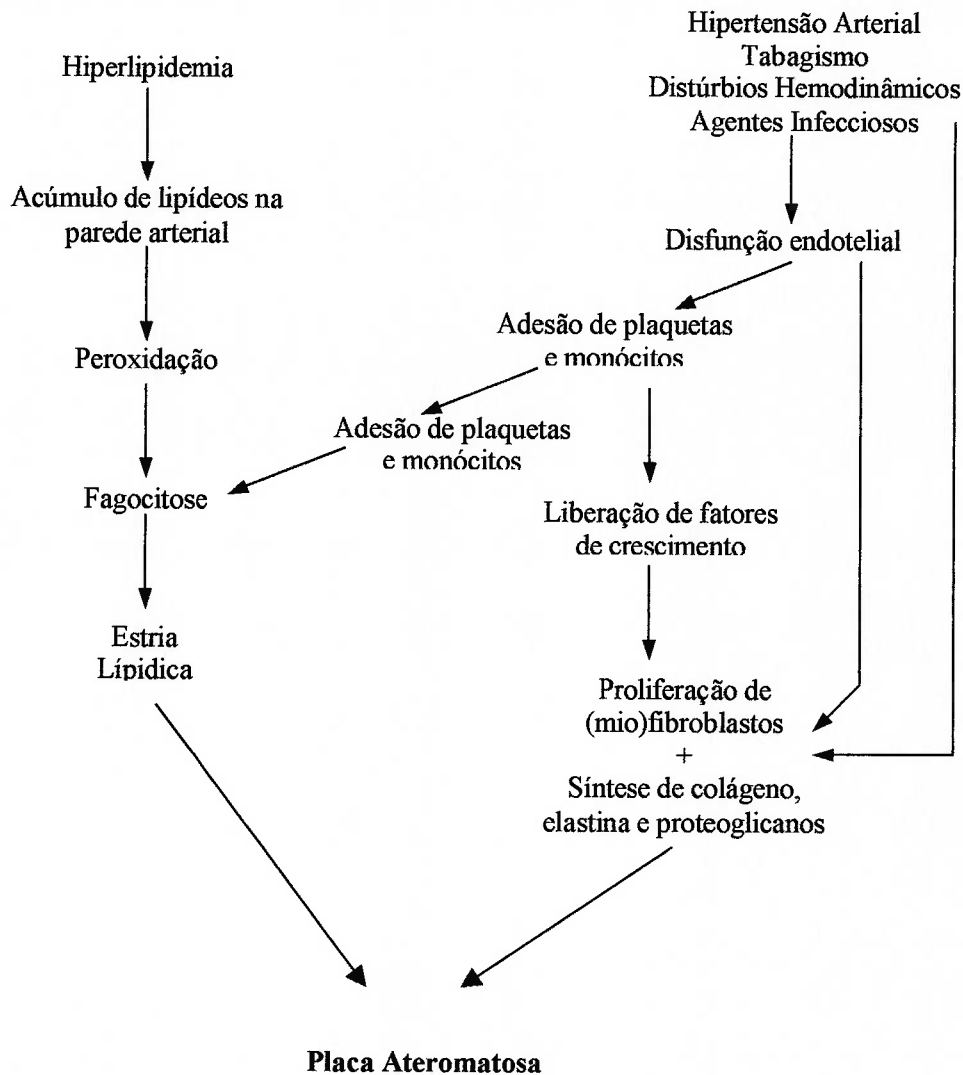 Hipertensão Arterial
Tabagismo
Distúrbios Hemodinâmicos
Agentes Infecciosos
Hiperlipidemia
Acúmulo de lipídeos na
parede arterial
Disfunção endotelial
Adesão de plaquetas
e monócitos
Peroxidação
Adesão de plaquetas
e monócitos
Fagocitose
Liberação de fatores
de crescimento
Estria
Lípidica
Proliferação de
(mio)fibroblastos
+
Síntese de colágeno,
elastina e proteoglicanos
Placa Ateromatosa